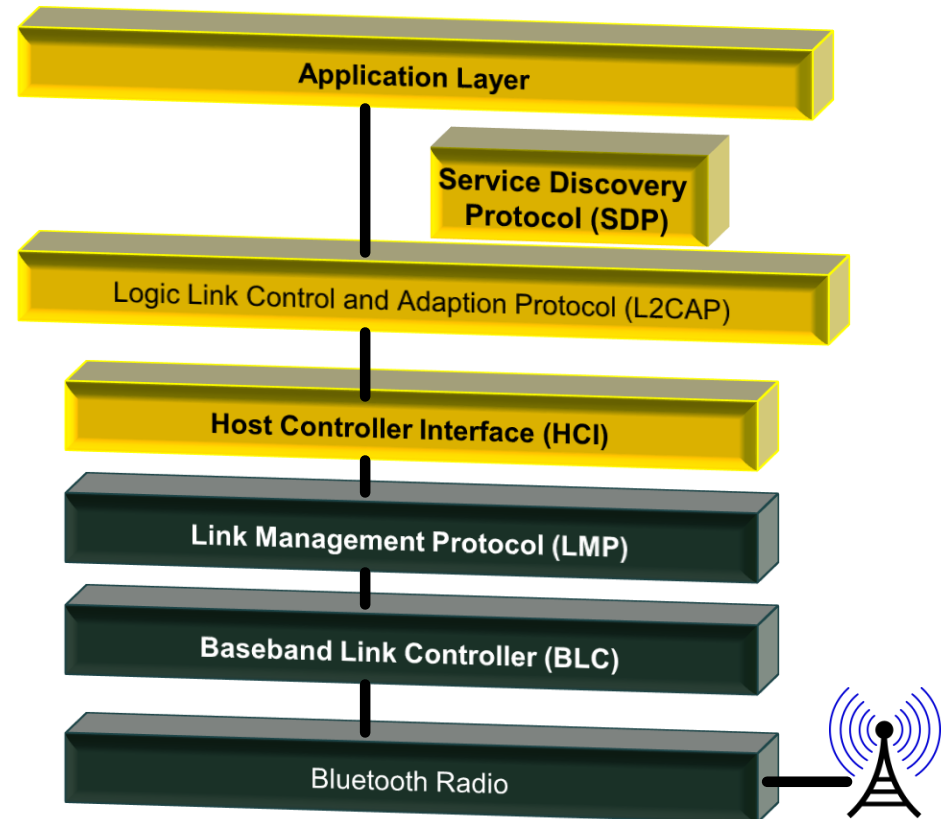 Application Layer
Service Discovery
Protocol (SDP)
Logic Link Control and Adaption Protocol (L2CAP)
Host Controller Interface (HCI)
Link Management Protocol (LMP)
Baseband Link Controller (BLC)
Bluetooth Radio